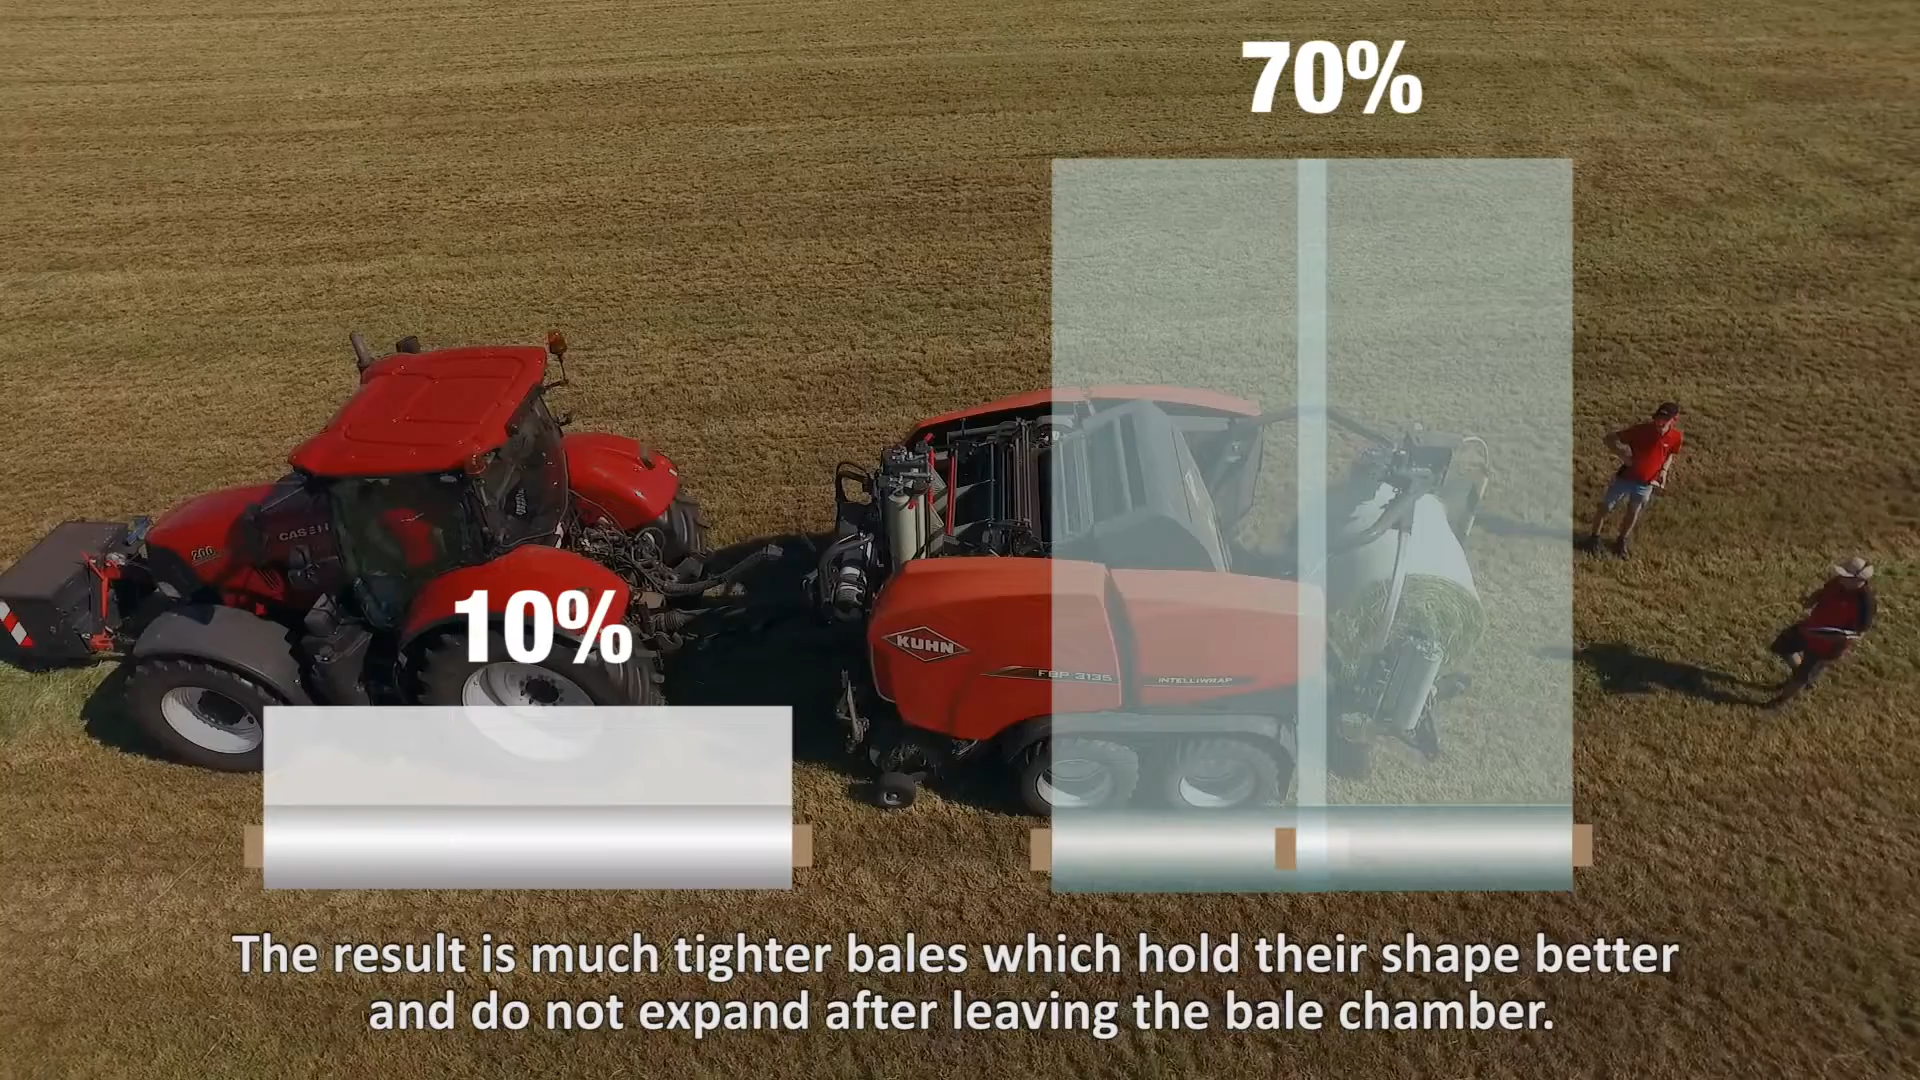 70%
10%
CASE IH
200
KUHN
FBP 3135
INTELLIWRAP
The result is much tighter bales which hold their shape better
and do not expand after leaving the bale chamber.